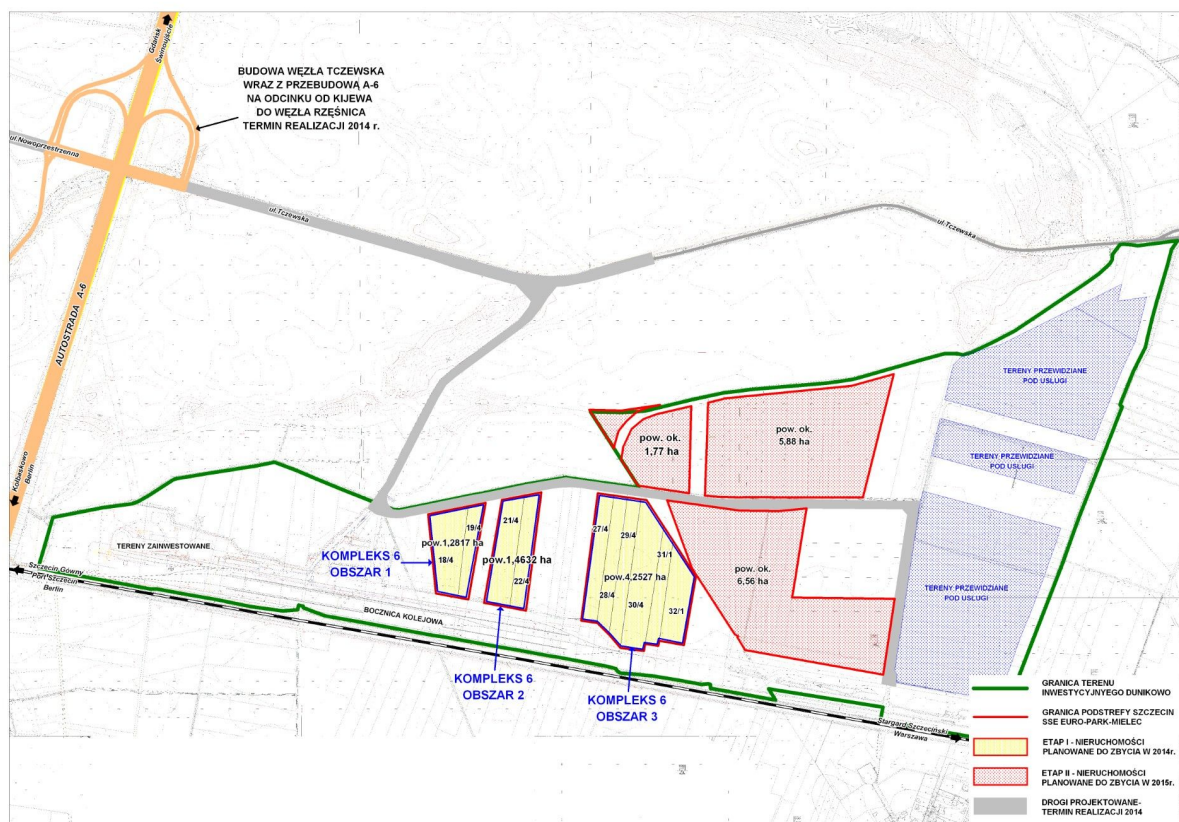 Gdańsk
Świnoujście
BUDOWA WĘZŁA TCZEWSKA
WRAZ Z PRZEBUDOWĄ A-6
NA ODCINKU OD KIJEWA
DO WĘZŁA RZĘŚNICA
TERMIN REALIZACJI 2014 r.
ul.Nowoprzestrzenna
ul.Tczewska
ul.Tczewska
AUTOSTRADA A-6
Kołbaskowo
Berlin
TERENY PRZEWIDZIANE
POD USŁUGI
TERENY PRZEWIDZIANE
POD USŁUGI
TERENY PRZEWIDZIANE
POD USŁUGI
pow. ok.
1,77 ha
pow. ok.
5,88 ha
pow. ok.
6,56 ha
19/4
pow.1,2817 ha
18/4
21/4
pow.1,4632 ha
22/4
27/4
29/4
31/1
pow.4,2527 ha
28/4
30/4
32/1
TERENY ZAINWESTOWANE
KOMPLEKS 6
OBSZAR 1
KOMPLEKS 6
OBSZAR 2
KOMPLEKS 6
OBSZAR 3
Szczecin Gówny
Port Szczecin
Berlin
BOCZNICA KOLEJOWA
Stargard Szczeciński
Warszawa
GRANICA TERENU
INWESTYCYJNEGO DUNIKOWO
GRANICA PODSTREFY SZCZECIN
SSE EURO-PARK-MIELEC
ETAP I - NIERUCHOMOŚCI
PLANOWANE DO ZBYCIA W 2014r.
ETAP II - NIERUCHOMOŚCI
PLANOWANE DO ZBYCIA W 2015r.
DROGI PROJEKTOWANE-
TERMIN REALIZACJI 2014